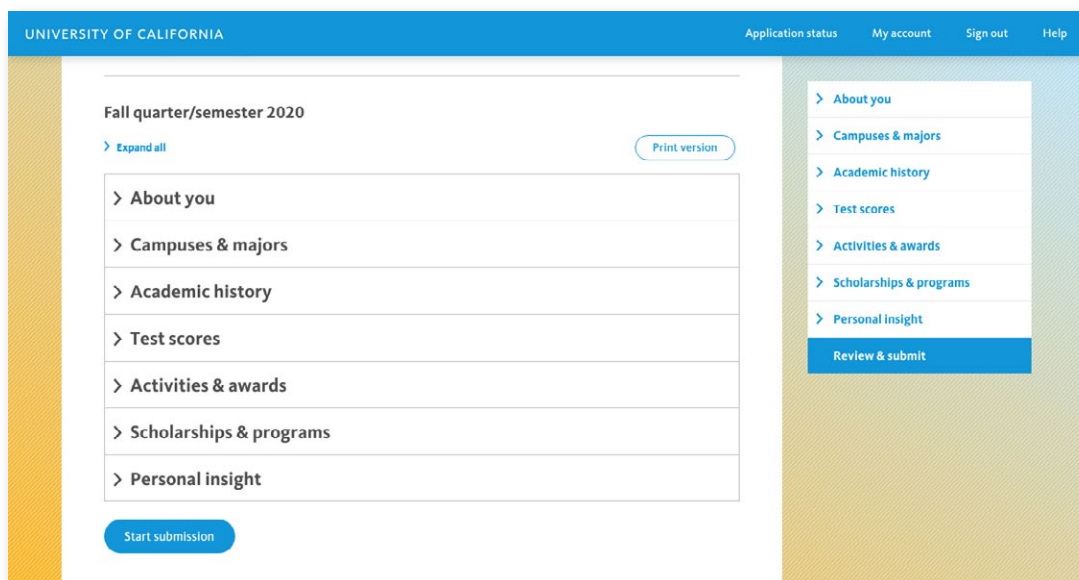 UNIVERSITY OF CALIFORNIA
Application status
My account
Sign out
Help
Fall quarter/semester 2020
Expand all
Print version
About you
Campuses & majors
Academic history
Test scores
Activities & awards
Scholarships & programs
Personal insight
Start submission
About you
Campuses & majors
Academic history
Test scores
Activities & awards
Scholarships & programs
Personal insight
Review & submit